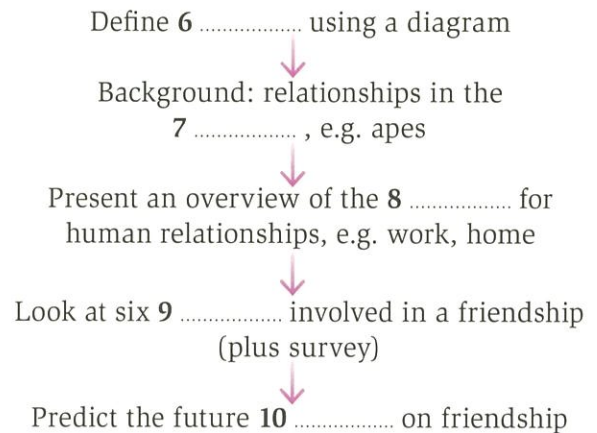 Define 6 .................. using a diagram
Background: relationships in the
7 .................. , e.g. apes
Present an overview of the 8 .................. for
human relationships, e.g. work, home
Look at six 9 .................. involved in a friendship
(plus survey)
Predict the future 10 .................. on friendship